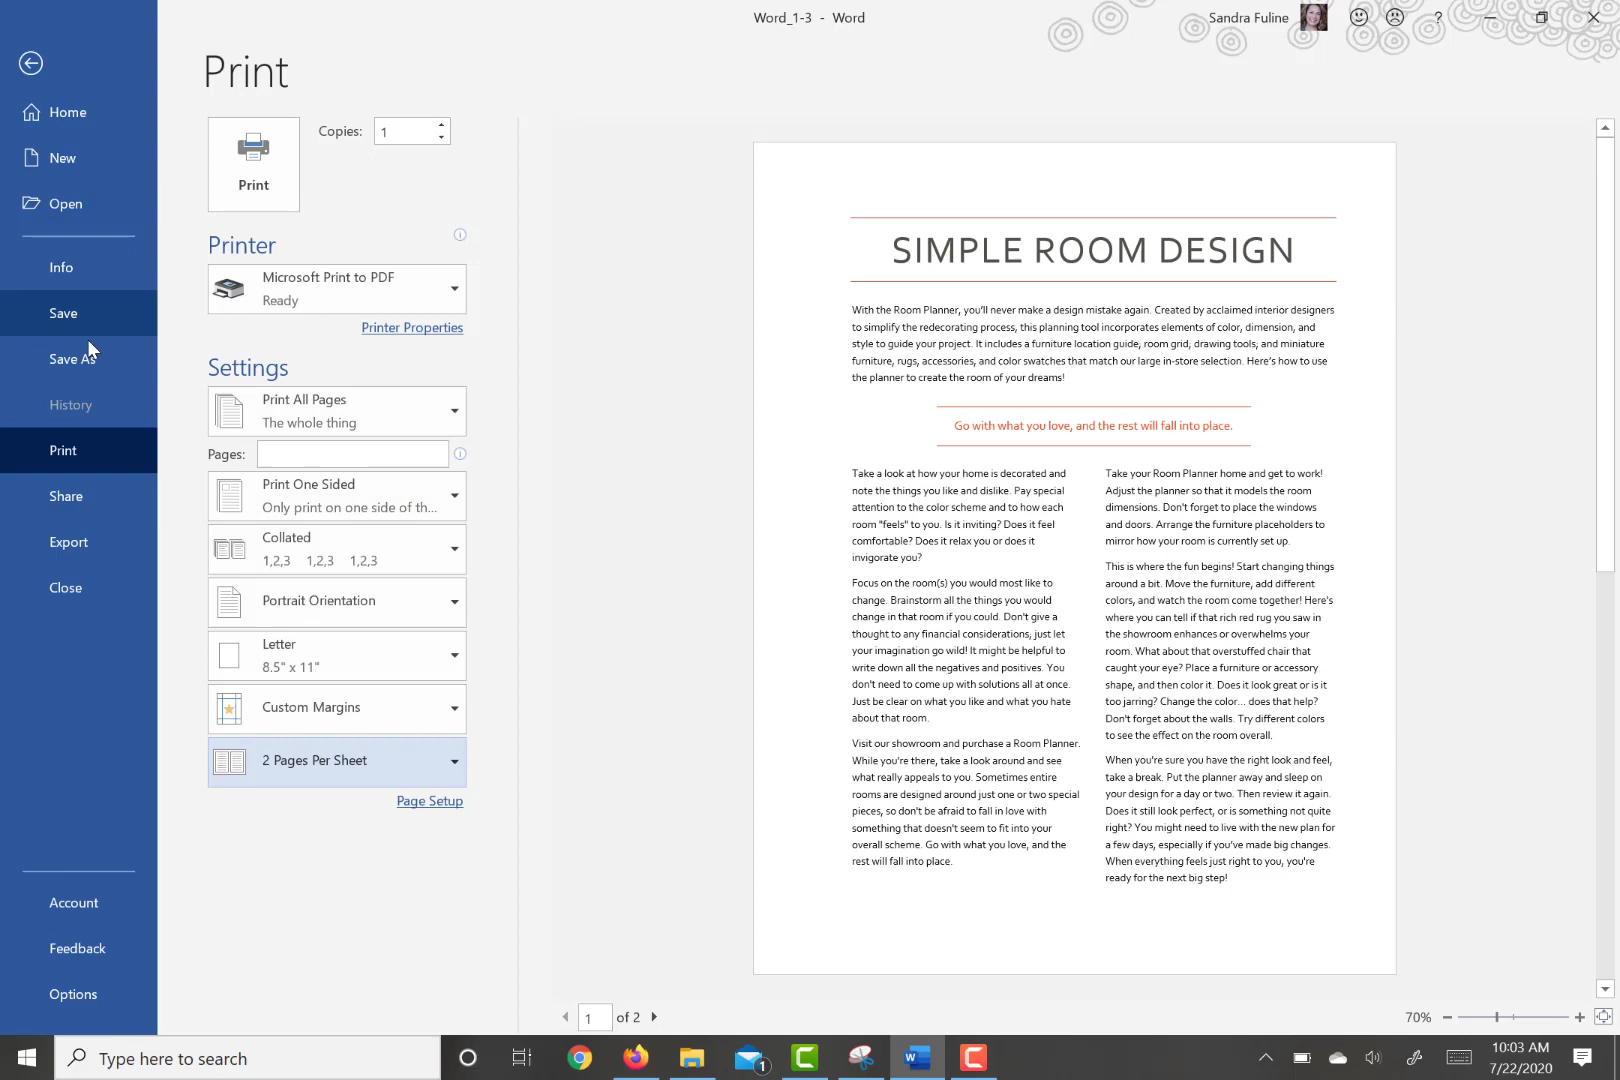 Word_1-3 - Word
Sandra Fuline
?
Home
New
Open
Info
Save
Save As
History
Print
Share
Export
Close
Account
Feedback
Options
Print
Print
Copies: 1
Printer
Microsoft Print to PDF
Ready
Printer Properties
Settings
Print All Pages
The whole thing
Pages:
Print One Sided
Only print on one side of th...
Collated
1,2,3 1,2,3 1,2,3
Portrait Orientation
Letter
8.5" x 11"
Custom Margins
2 Pages Per Sheet
Page Setup
SIMPLE ROOM DESIGN
With the Room Planner, you'll never make a design mistake again. Created by acclaimed interior designers
to simplify the redecorating process, this planning tool incorporates elements of color, dimension, and
style to guide your project. It includes a furniture location guide; room grid; drawing tools; and miniature
furniture, rugs, accessories, and color swatches that match our large in-store selection. Here's how to use
the planner to create the room of your dreams!
Go with what you love, and the rest will fall into place.
Take a look at how your home is decorated and
note the things you like and dislike. Pay special
attention to the color scheme and to how each
room "feels" to you. Is it inviting? Does it feel
comfortable? Does it relax you or does it
invigorate you?
Focus on the room(s) you would most like to
change. Brainstorm all the things you would
change in that room if you could. Don't give a
thought to any financial considerations; just let
your imagination go wild! It might be helpful to
write down all the negatives and positives. You
don't need to come up with solutions all at once.
Just be clear on what you like and what you hate
about that room.
Visit our showroom and purchase a Room Planner.
While you're there, take a look around and see
what really appeals to you. Sometimes entire
rooms are designed around just one or two special
pieces, so don't be afraid to fall in love with
something that doesn't seem to fit into your
overall scheme. Go with what you love, and the
rest will fall into place.
Take your Room Planner home and get to work!
Adjust the planner so that it models the room
dimensions. Don't forget to place the windows
and doors. Arrange the furniture placeholders to
mirror how your room is currently set up.
This is where the fun begins! Start changing things
around a bit. Move the furniture, add different
colors, and watch the room come together! Here's
where you can tell if that rich red rug you saw in
the showroom enhances or overwhelms your
room. What about that overstuffed chair that
caught your eye? Place a furniture or accessory
shape, and then color it. Does it look great or is it
too jarring? Change the color... does that help?
Don't forget about the walls. Try different colors
to see the effect on the room overall.
When you're sure you have the right look and feel,
take a break. Put the planner away and sleep on
your design for a day or two. Then review it again.
Does it still look perfect, or is something not quite
right? You might need to live with the new plan for
a few days, especially if you've made big changes.
When everything feels just right to you, you're
ready for the next big step!
1 of 2
70%
Type here to search
1
10:03 AM
7/22/2020